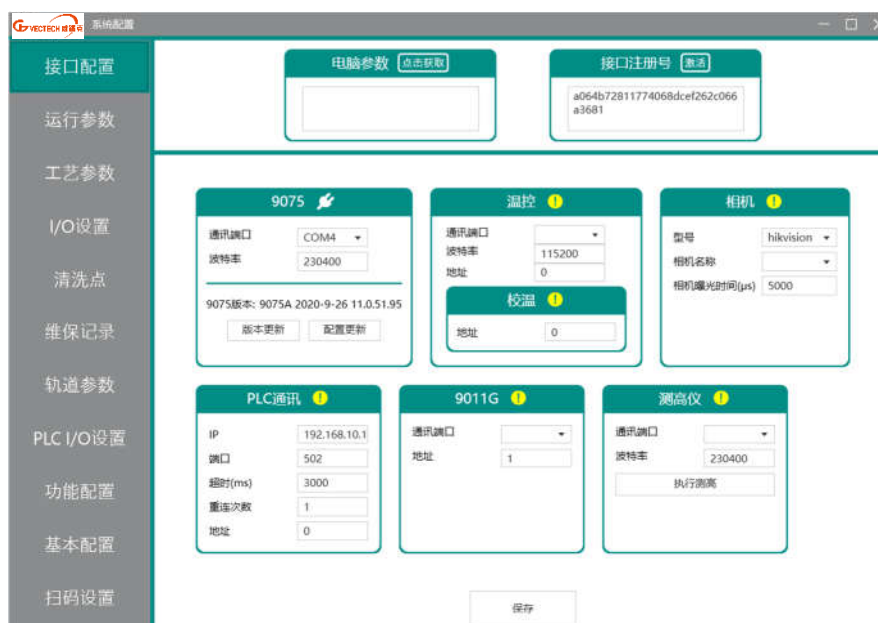 VECTECH 威特点 系统配置
接口配置
运行参数
工艺参数
I/O设置
清洗点
维保记录
轨道参数
PLC I/O设置
功能配置
基本配置
扫码设置
电脑参数 点击获取
接口注册号 激活
a064b72811774068dcef262c066
a3681
9075
通讯端口 COM4
波特率 230400
9075版本: 9075A 2020-9-26 11.0.51.95
版本更新 配置更新
温控
通讯端口
波特率 115200
地址 0
校温
地址 0
相机
型号 hikvision
相机名称
相机曝光时间(μs) 5000
PLC通讯
IP 192.168.10.1
端口 502
超时(ms) 3000
重连次数 1
地址 0
9011G
通讯端口
地址 1
测高仪
通讯端口
波特率 230400
执行测高
保存